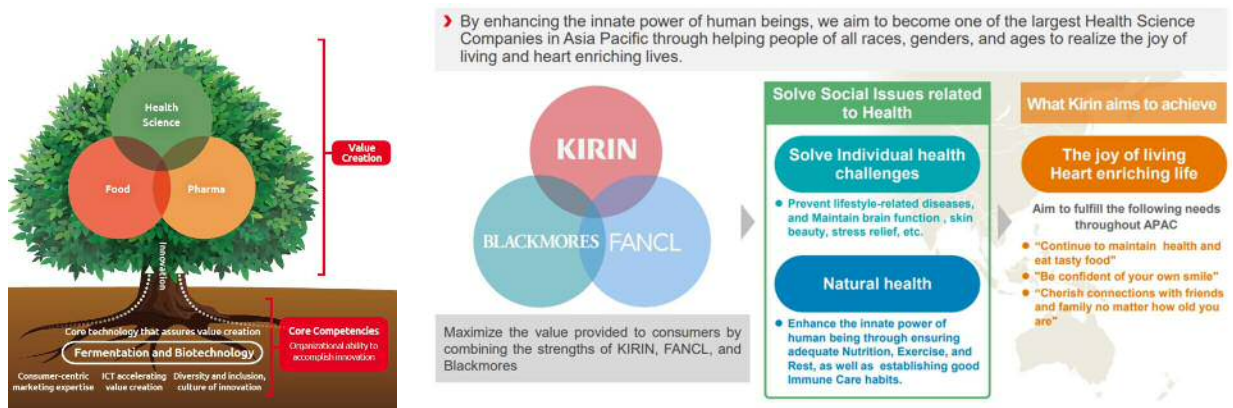 Health
Science
Food
Pharma
Value
Creation
Innovation
Core technology that assures value creation
Fermentation and Biotechnology
Consumer-centric
marketing expertise
ICT accelerating
value creation
Diversity and inclusion,
culture of innovation
Core Competencies
Organizational ability to
accomplish innovation
By enhancing the innate power of human beings, we aim to become one of the largest Health Science
Companies in Asia Pacific through helping people of all races, genders, and ages to realize the joy of
living and heart enriching lives.
KIRIN
BLACKMORES
FANCL
Maximize the value provided to consumers by
combining the strengths of KIRIN, FANCL, and
Blackmores
Solve Social Issues related
to Health
Solve Individual health
challenges
Prevent lifestyle-related diseases,
and Maintain brain function , skin
beauty, stress relief, etc.
Natural health
Enhance the innate power of
human being through ensuring
adequate Nutrition, Exercise, and
Rest, as well as establishing good
Immune Care habits.
What Kirin aims to achieve
The joy of living
Heart enriching life
Aim to fulfill the following needs
throughout APAC
“Continue to maintain health and
eat tasty food"
"Be confident of your own smile"
“Cherish connections with friends
and family no matter how old you
are”